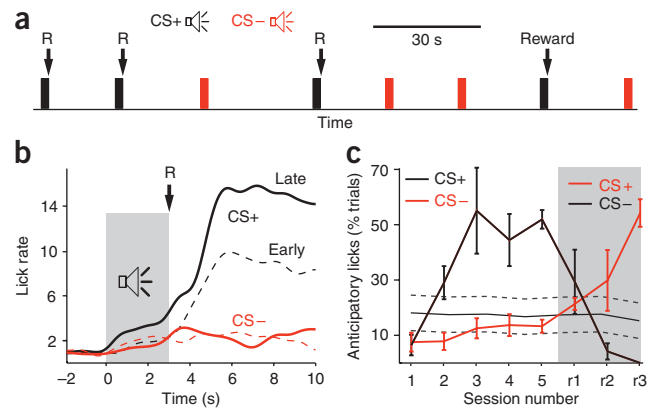 a
CS+ CS−
R R R 30 s Reward
Time
b
R
Late
CS+
Early
CS−
Lick rate
14
10
6
2
−2 0 2 4 6 8 10
Time (s)
c
CS+ CS+
CS− CS−
Anticipatory licks (% trials)
70
50
30
10
1 2 3 4 5 r1 r2 r3
Session number